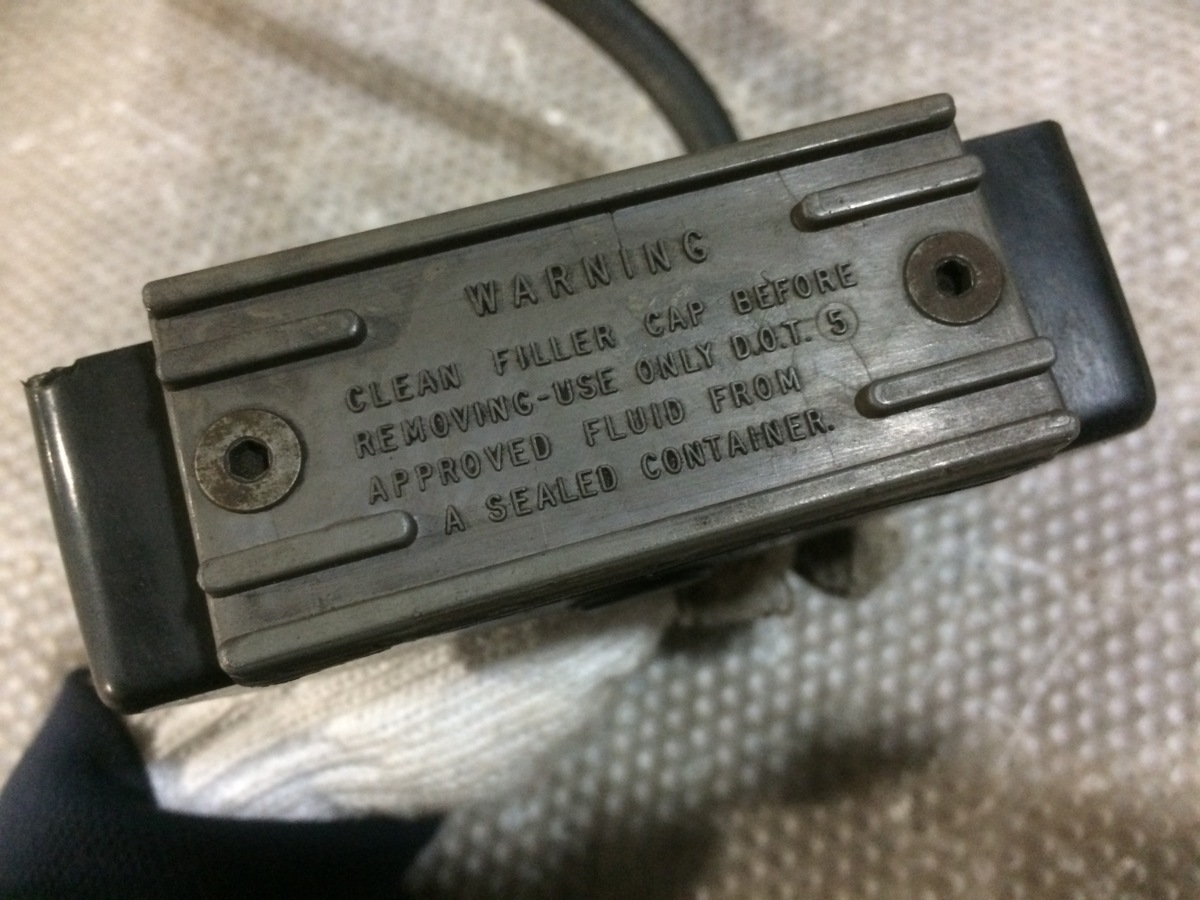 WARNING
CLEAN FILLER CAP BEFORE
REMOVING-USE ONLY D.O.T. 5
APPROVED FLUID FROM
A SEALED CONTAINER.